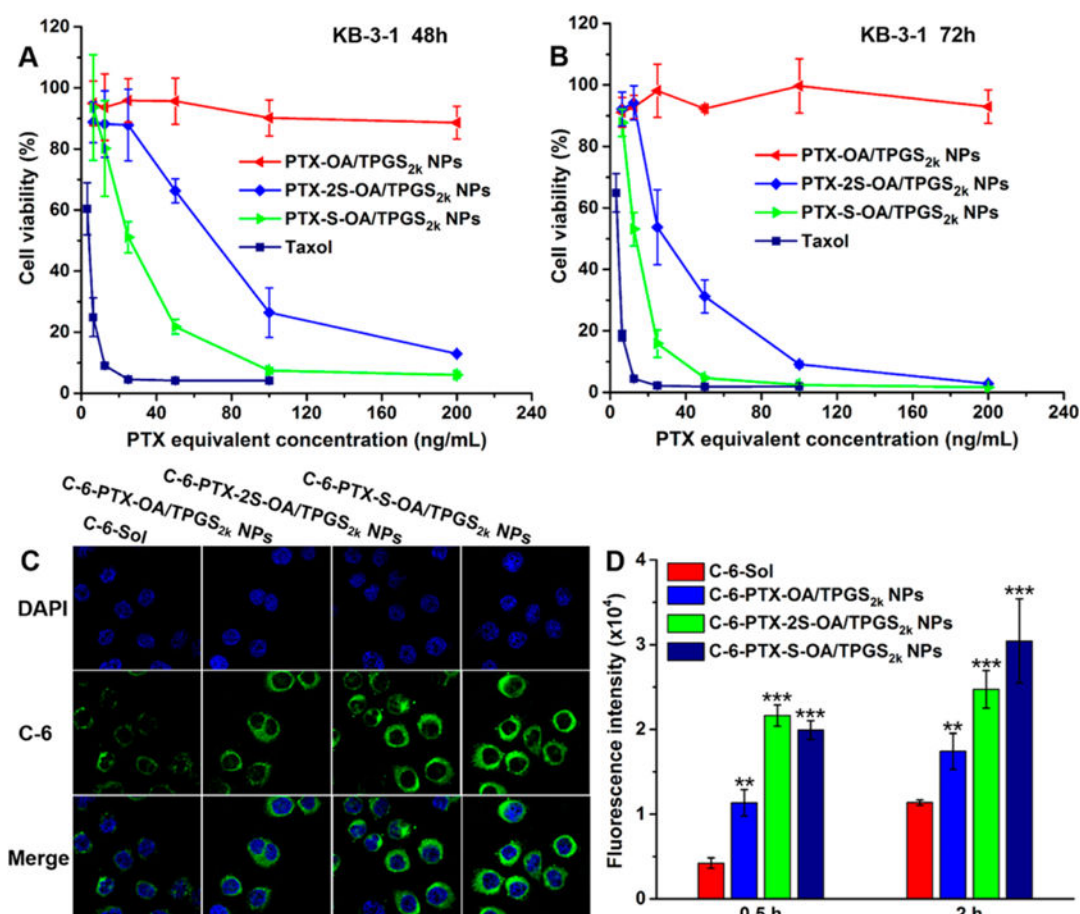 A
KB-3-1 48h
120
100
80
60
40
20
0
Cell viability (%)
PTX-OA/TPGS2k NPs
PTX-2S-OA/TPGS2k NPs
PTX-S-OA/TPGS2k NPs
Taxol
0 40 80 120 160 200 240
PTX equivalent concentration (ng/mL)
B
KB-3-1 72h
120
100
80
60
40
20
0
Cell viability (%)
PTX-OA/TPGS2k NPs
PTX-2S-OA/TPGS2k NPs
PTX-S-OA/TPGS2k NPs
Taxol
0 40 80 120 160 200 240
PTX equivalent concentration (ng/mL)
C
C-6-Sol
C-6-PTX-OA/TPGS2k NPs
C-6-PTX-2S-OA/TPGS2k NPs
C-6-PTX-S-OA/TPGS2k NPs
DAPI
C-6
Merge
D
4
3
2
1
0
Fluorescence intensity (x10⁴)
C-6-Sol
C-6-PTX-OA/TPGS2k NPs
C-6-PTX-2S-OA/TPGS2k NPs
C-6-PTX-S-OA/TPGS2k NPs
** *** ***
** *** ***
0.5 h 2 h